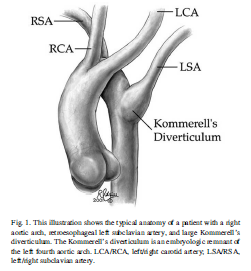 LCA
RSA
RCA
LSA
Kommerell's
Diverticulum
Fig. 1. This illustration shows the typical anatomy of a patient with a right
aortic arch, retroesophageal left subclavian artery, and large Kommerell's
diverticulum. The Kommerell's diverticulum is an embryologic remnant of
the left fourth aortic arch. LCA/RCA, left/right carotid artery; LSA/RSA,
left/right subclavian artery.